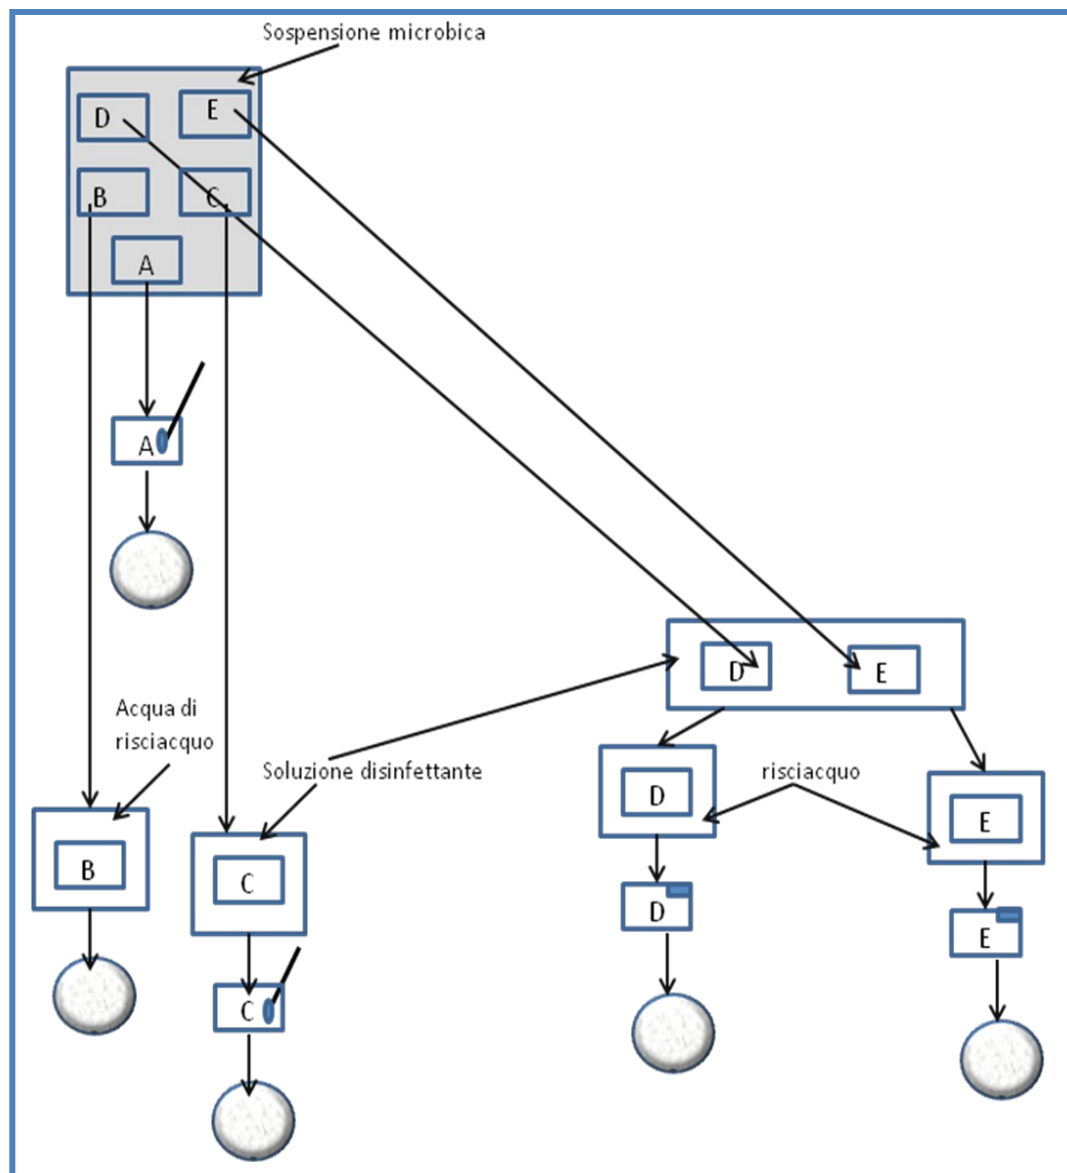 Sospensione microbica
D
E
B
C
A
A
D
E
Acqua di
risciacquo
Soluzione disinfettante
risciacquo
D
E
B
C
D
E
C